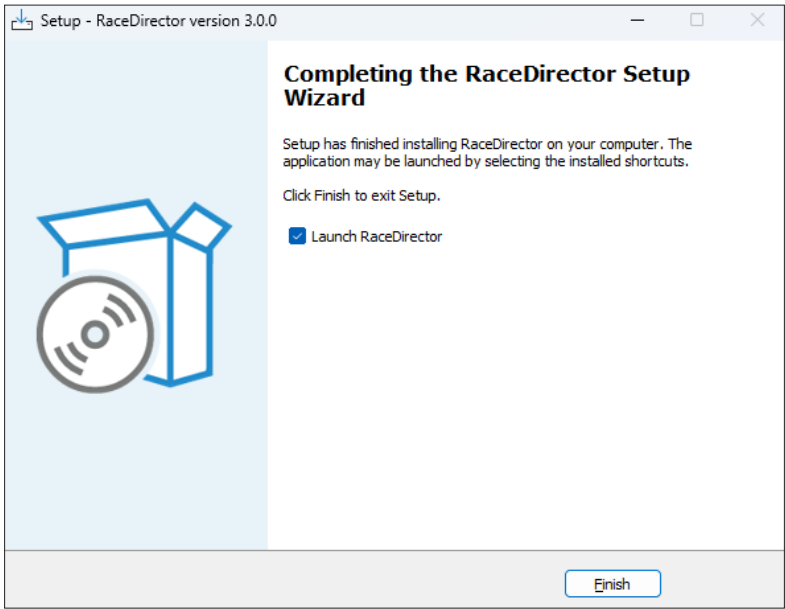 Setup - RaceDirector version 3.0.0
Completing the RaceDirector Setup
Wizard
Setup has finished installing RaceDirector on your computer. The
application may be launched by selecting the installed shortcuts.
Click Finish to exit Setup.
Launch RaceDirector
Finish